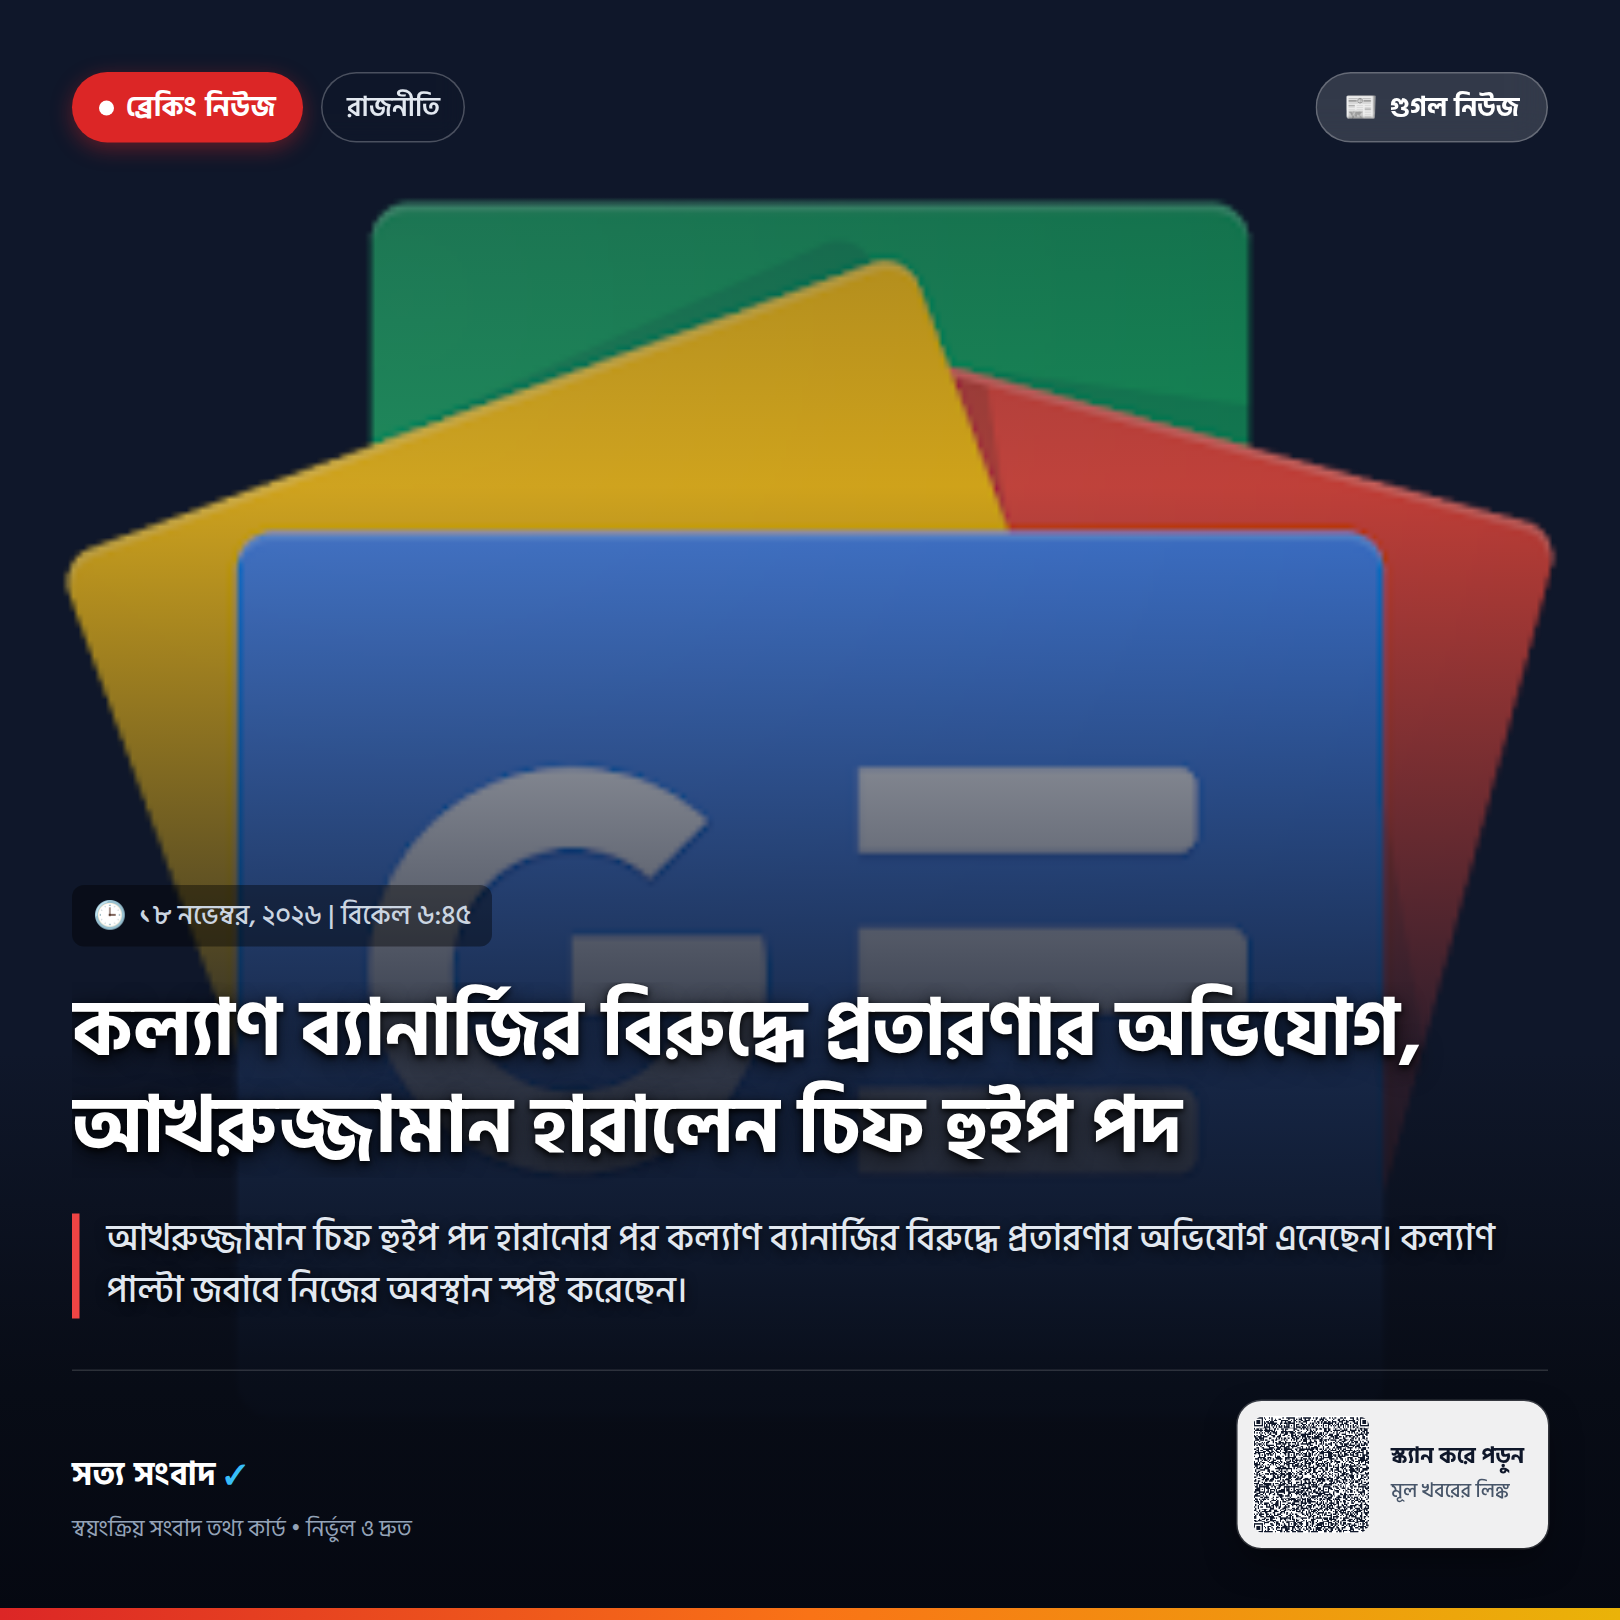 ব্রেকিং নিউজ
রাজনীতি
গুগল নিউজ
GE
১৮ নভেম্বর, ২০২৬ | বিকেল ৬:৪৫
কল্যাণ ব্যানার্জির বিরুদ্ধে প্রতারণার অভিযোগ,
আখরুজ্জামান হারালেন চিফ হুইপ পদ
আখরুজ্জামান চিফ হুইপ পদ হারানোর পর কল্যাণ ব্যানার্জির বিরুদ্ধে প্রতারণার অভিযোগ এনেছেন। কল্যাণ
পাল্টা জবাবে নিজের অবস্থান স্পষ্ট করেছেন।
সত্য সংবাদ ✓
স্বয়ংক্রিয় সংবাদ তথ্য কার্ড • নির্ভুল ও দ্রুত
স্ক্যান করে পড়ুন
মূল খবরের লিঙ্ক